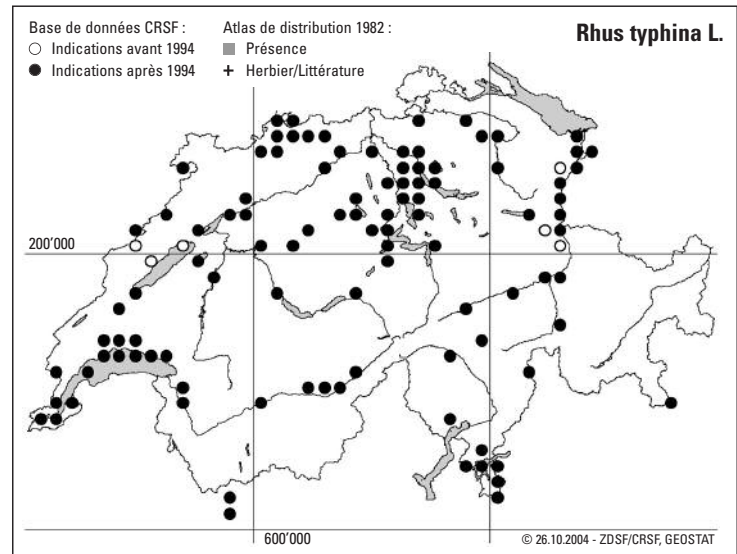 Base de données CRSF :
○ Indications avant 1994
● Indications après 1994
Atlas de distribution 1982 :
■ Présence
+ Herbier/Littérature
Rhus typhina L.
200'000
600'000
© 26.10.2004 - ZDSF/CRSF, GEOSTAT